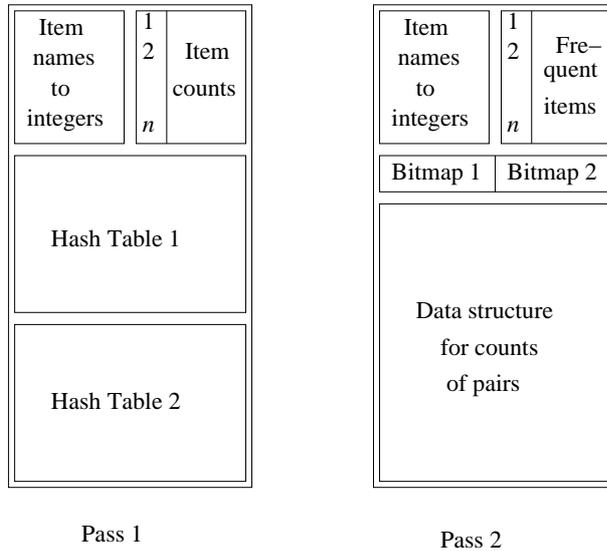 Item
names
to
integers
1
2
n
Item
counts
Hash Table 1
Hash Table 2
Pass 1
Item
names
to
integers
1
2
n
Fre–
quent
items
Bitmap 1
Bitmap 2
Data structure
for counts
of pairs
Pass 2